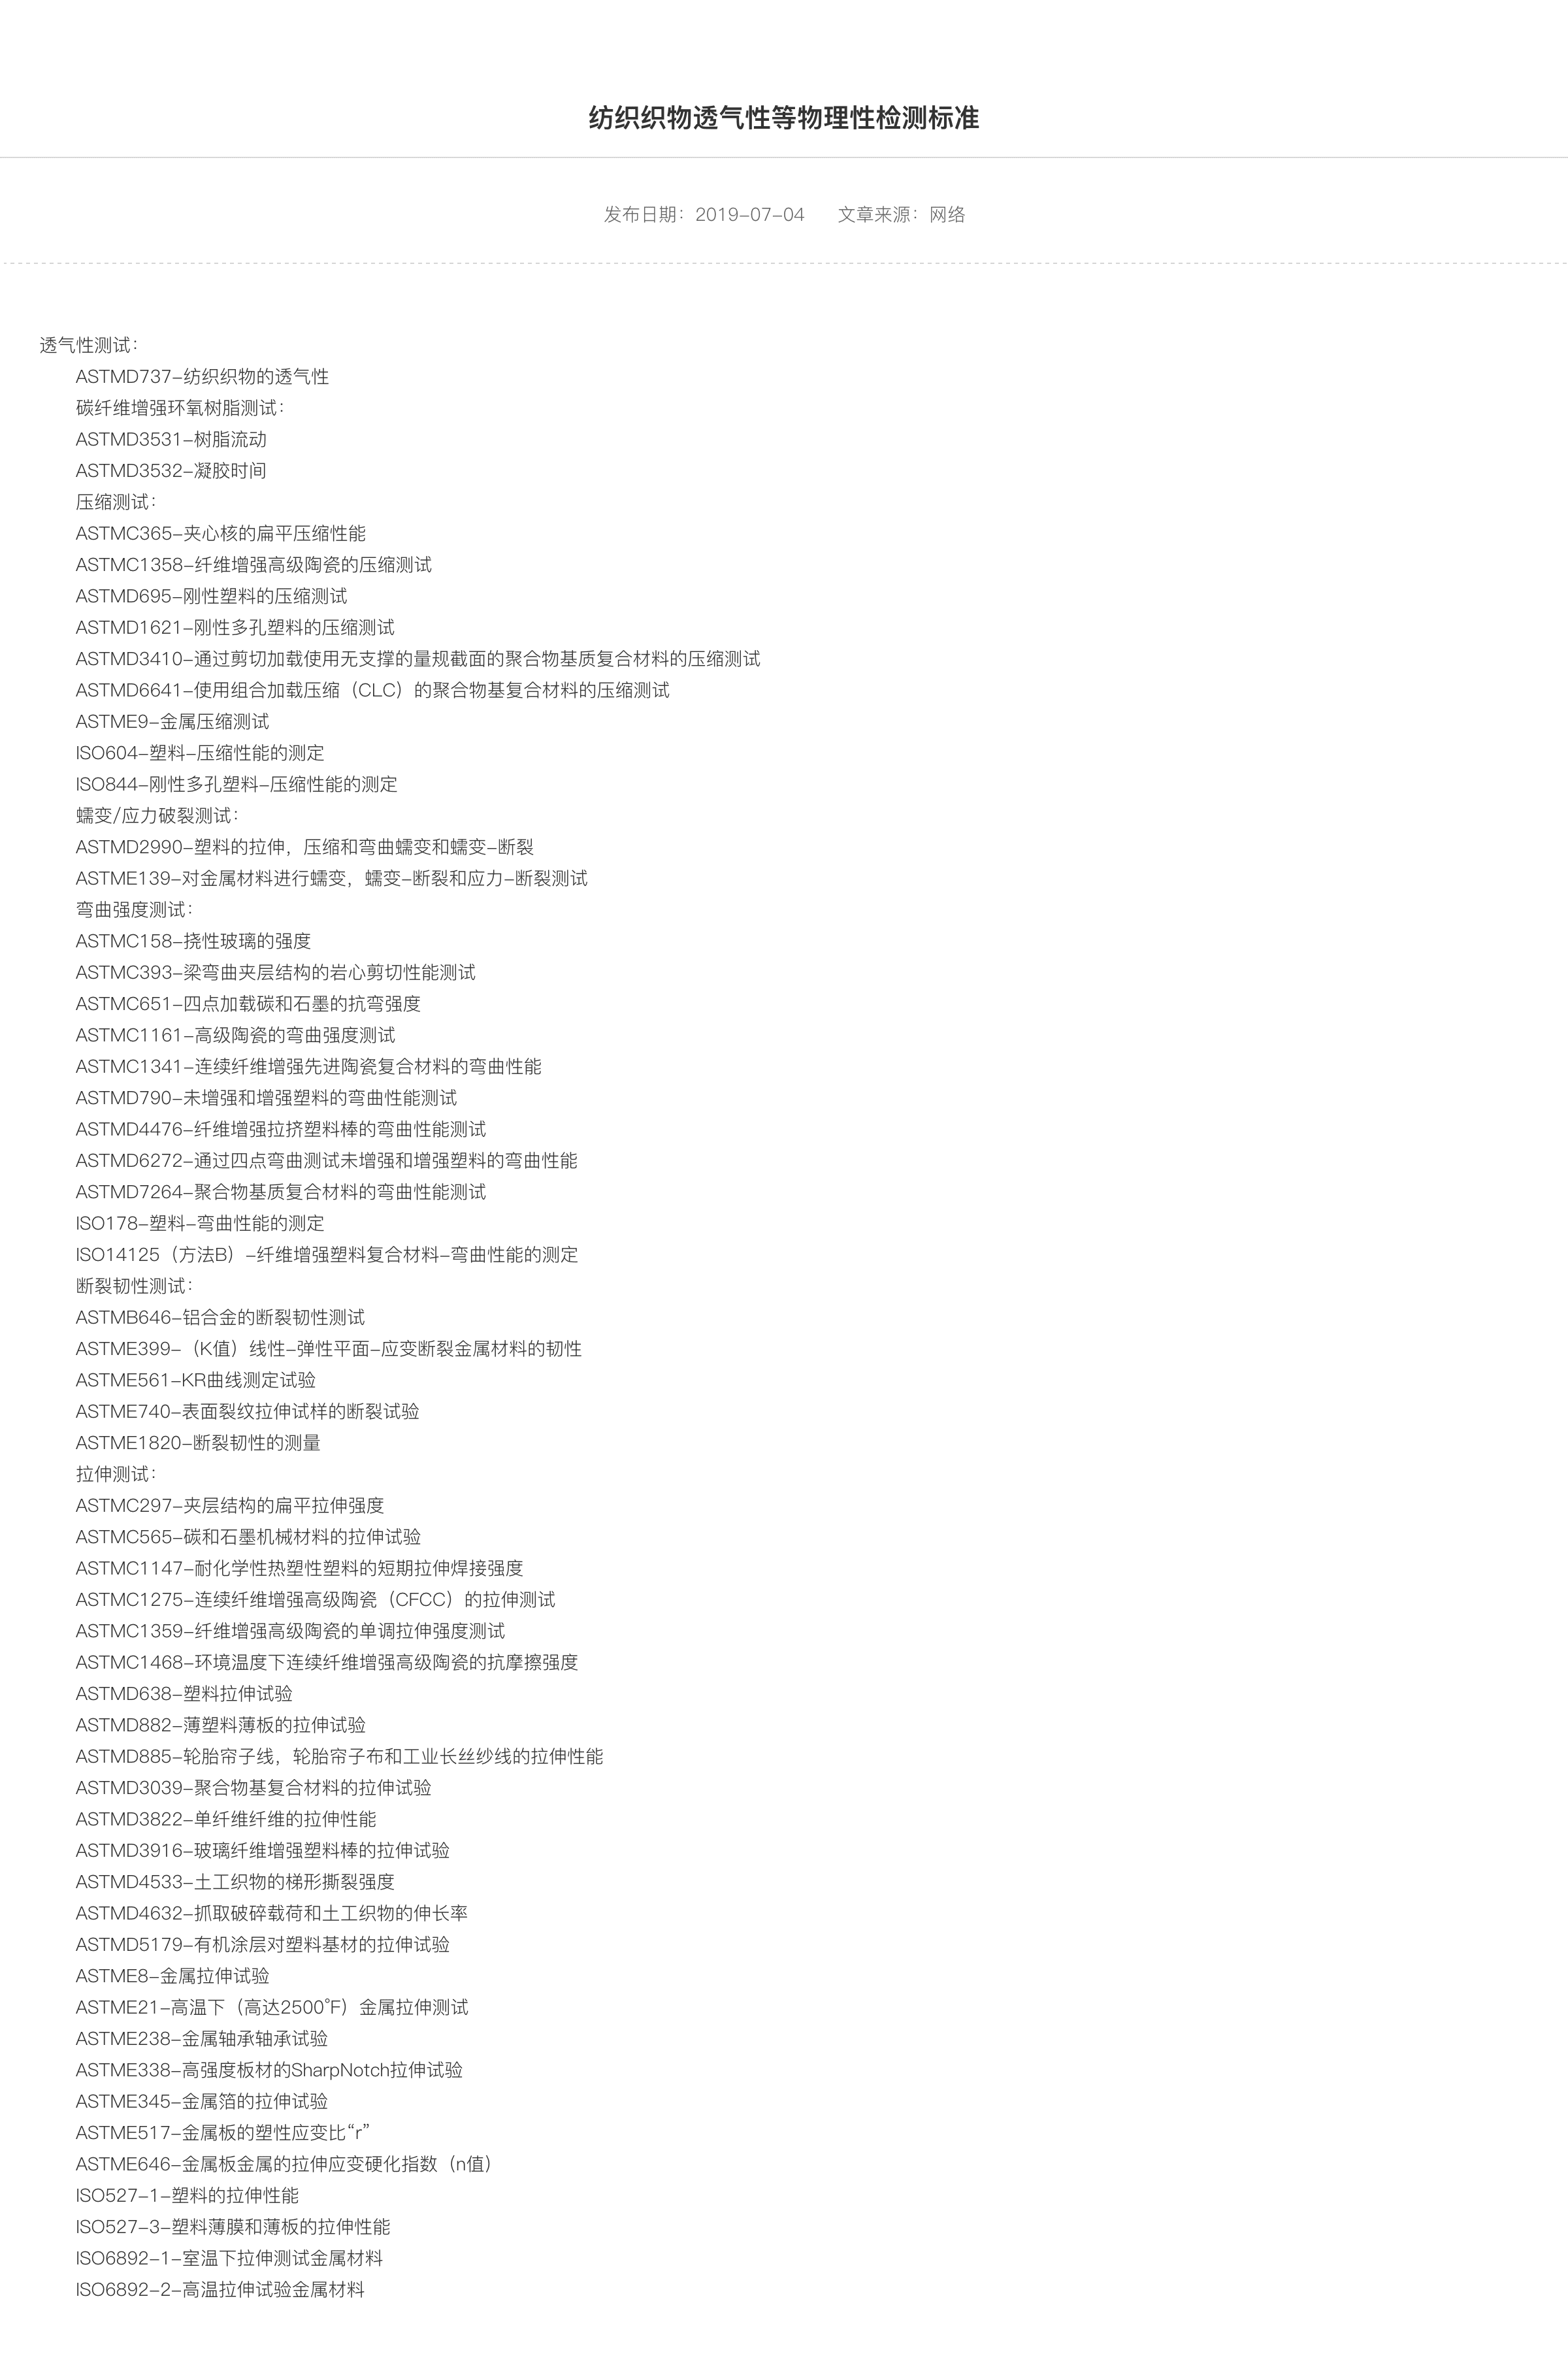 纺织织物透气性等物理性检测标准
发布日期：2019-07-04 文章来源：网络
透气性测试：
ASTMD737-纺织织物的透气性
碳纤维增强环氧树脂测试：
ASTMD3531-树脂流动
ASTMD3532-凝胶时间
压缩测试：
ASTMC365-夹心核的扁平压缩性能
ASTMC1358-纤维增强高级陶瓷的压缩测试
ASTMD695-刚性塑料的压缩测试
ASTMD1621-刚性多孔塑料的压缩测试
ASTMD3410-通过剪切加载使用无支撑的量规截面的聚合物基质复合材料的压缩测试
ASTMD6641-使用组合加载压缩（CLC）的聚合物基复合材料的压缩测试
ASTME9-金属压缩测试
ISO604-塑料-压缩性能的测定
ISO844-刚性多孔塑料-压缩性能的测定
蠕变/应力破裂测试：
ASTMD2990-塑料的拉伸，压缩和弯曲蠕变和蠕变-断裂
ASTME139-对金属材料进行蠕变，蠕变-断裂和应力-断裂测试
弯曲强度测试：
ASTMC158-挠性玻璃的强度
ASTMC393-梁弯曲夹层结构的岩心剪切性能测试
ASTMC651-四点加载碳和石墨的抗弯强度
ASTMC1161-高级陶瓷的弯曲强度测试
ASTMC1341-连续纤维增强先进陶瓷复合材料的弯曲性能
ASTMD790-未增强和增强塑料的弯曲性能测试
ASTMD4476-纤维增强拉挤塑料棒的弯曲性能测试
ASTMD6272-通过四点弯曲测试未增强和增强塑料的弯曲性能
ASTMD7264-聚合物基质复合材料的弯曲性能测试
ISO178-塑料-弯曲性能的测定
ISO14125（方法B）-纤维增强塑料复合材料-弯曲性能的测定
断裂韧性测试：
ASTMB646-铝合金的断裂韧性测试
ASTME399-（K值）线性-弹性平面-应变断裂金属材料的韧性
ASTME561-KR曲线测定试验
ASTME740-表面裂纹拉伸试样的断裂试验
ASTME1820-断裂韧性的测量
拉伸测试：
ASTMC297-夹层结构的扁平拉伸强度
ASTMC565-碳和石墨机械材料的拉伸试验
ASTMC1147-耐化学性热塑性塑料的短期拉伸焊接强度
ASTMC1275-连续纤维增强高级陶瓷（CFCC）的拉伸测试
ASTMC1359-纤维增强高级陶瓷的单调拉伸强度测试
ASTMC1468-环境温度下连续纤维增强高级陶瓷的抗摩擦强度
ASTMD638-塑料拉伸试验
ASTMD882-薄塑料薄板的拉伸试验
ASTMD885-轮胎帘子线，轮胎帘子布和工业长丝纱线的拉伸性能
ASTMD3039-聚合物基复合材料的拉伸试验
ASTMD3822-单纤维纤维的拉伸性能
ASTMD3916-玻璃纤维增强塑料棒的拉伸试验
ASTMD4533-土工织物的梯形撕裂强度
ASTMD4632-抓取破碎载荷和土工织物的伸长率
ASTMD5179-有机涂层对塑料基材的拉伸试验
ASTME8-金属拉伸试验
ASTME21-高温下（高达2500°F）金属拉伸测试
ASTME238-金属轴承轴承试验
ASTME338-高强度板材的SharpNotch拉伸试验
ASTME345-金属箔的拉伸试验
ASTME517-金属板的塑性应变比“r”
ASTME646-金属板金属的拉伸应变硬化指数（n值）
ISO527-1-塑料的拉伸性能
ISO527-3-塑料薄膜和薄板的拉伸性能
ISO6892-1-室温下拉伸测试金属材料
ISO6892-2-高温拉伸试验金属材料